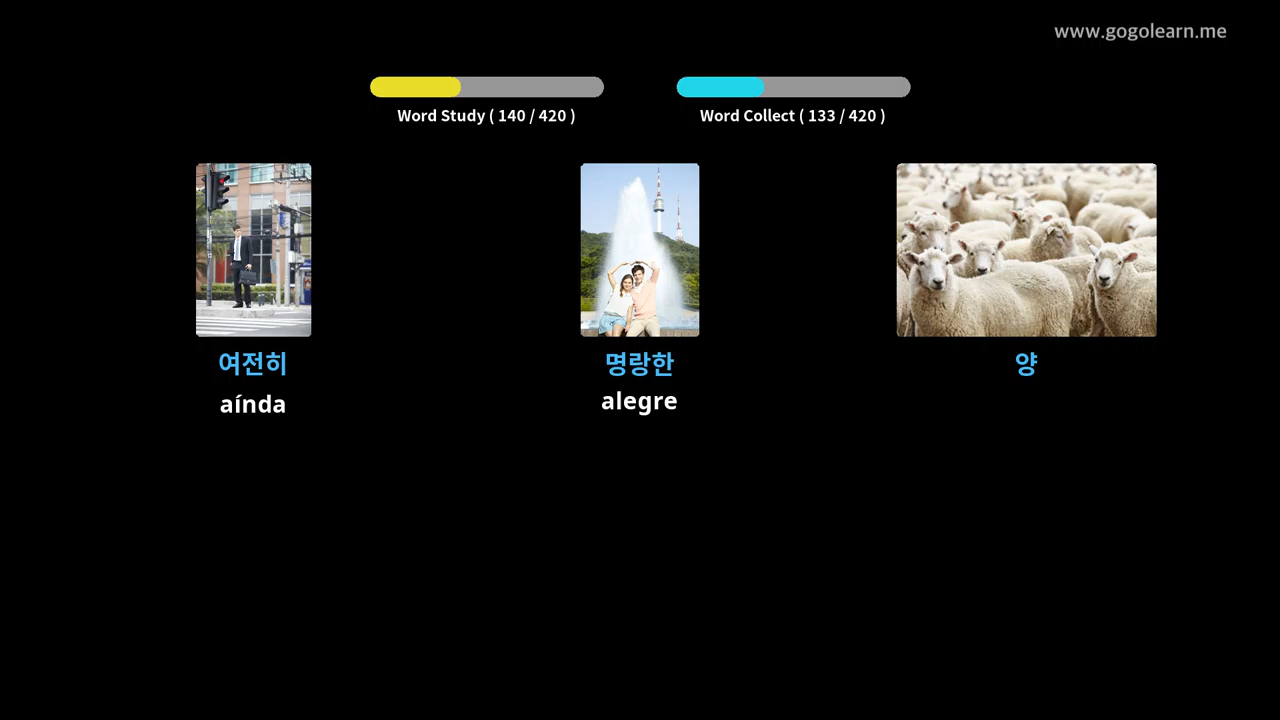 www.gogolearn.me
Word Study ( 140 / 420 )
Word Collect ( 133 / 420 )
여전히
명랑한
양
aínda
alegre